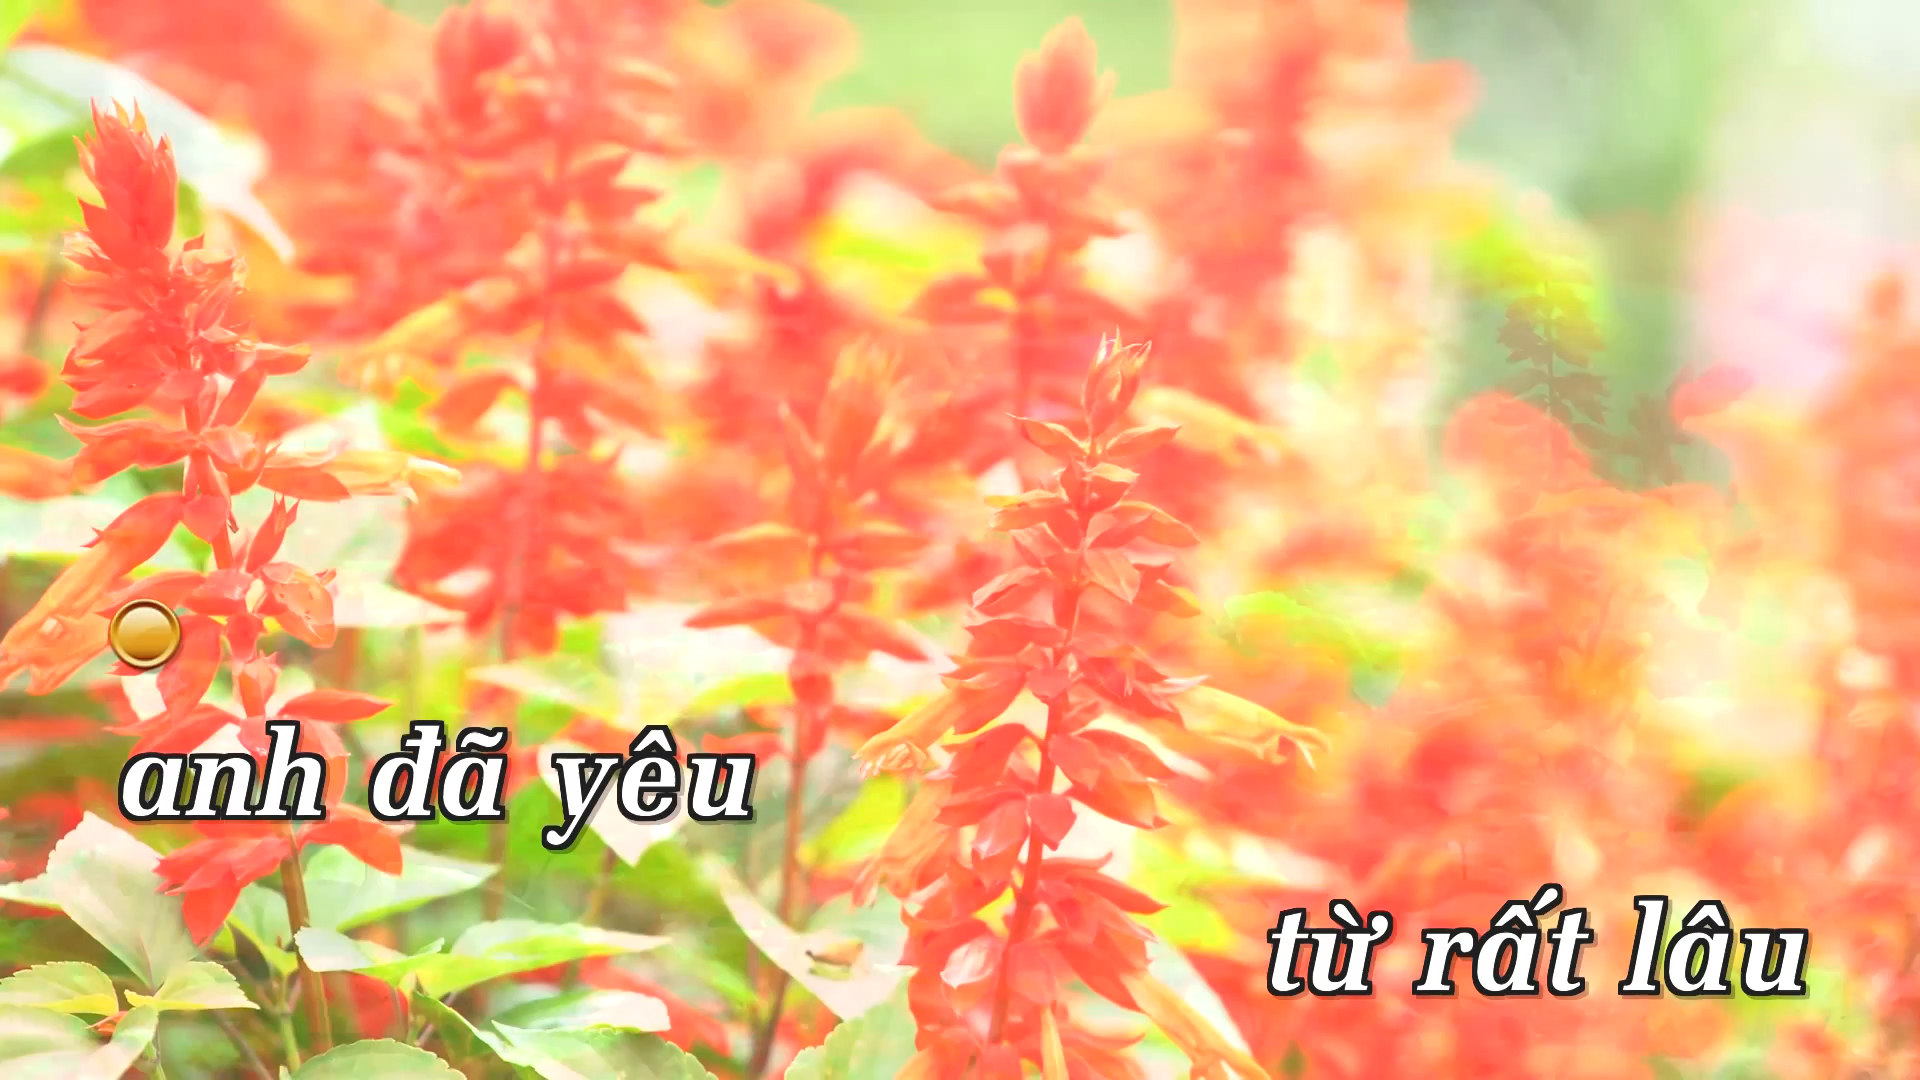 anh đã yêu
từ rất lâu